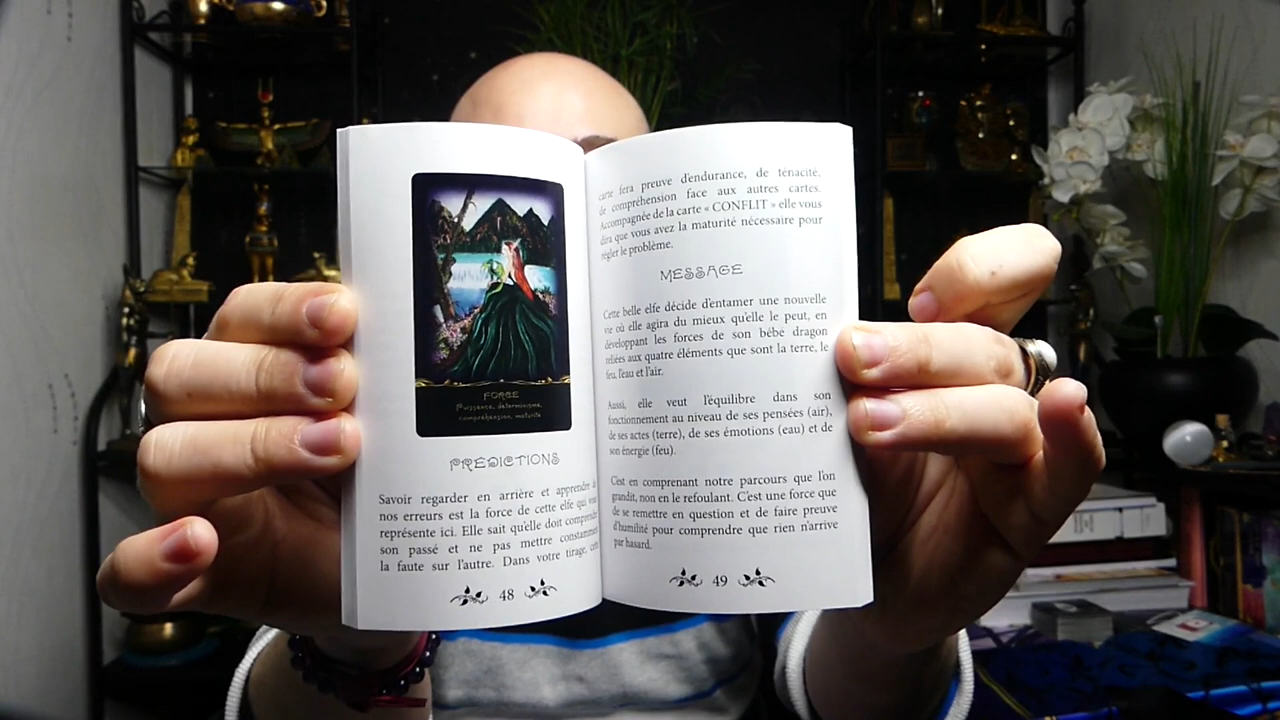 FORCE
Puissance, déterminisme,
compréhension, maturité
PREDICTIONS
Savoir regarder en arrière et apprendre de
nos erreurs est la force de cette elfe qui vous
représente ici. Elle sait qu'elle doit comprendre
son passé et ne pas mettre constamment
la faute sur l'autre. Dans votre tirage, cette
48
carte fera preuve d'endurance, de ténacité,
de compréhension face aux autres cartes.
Accompagnée de la carte « CONFLIT » elle vous
dira que vous avez la maturité nécessaire pour
régler le problème.
MESSAGE
Cette belle elfe décide d'entamer une nouvelle
vie où elle agira du mieux qu'elle le peut, en
développant les forces de son bébé dragon
reliées aux quatre éléments que sont la terre, le
feu, l'eau et l'air.
Aussi, elle veut l'équilibre dans son
fonctionnement au niveau de ses pensées (air),
de ses actes (terre), de ses émotions (eau) et de
son énergie (feu).
C'est en comprenant notre parcours que l'on
grandit, non en le refoulant. C'est une force que
de se remettre en question et de faire preuve
d'humilité pour comprendre que rien n'arrive
par hasard.
49